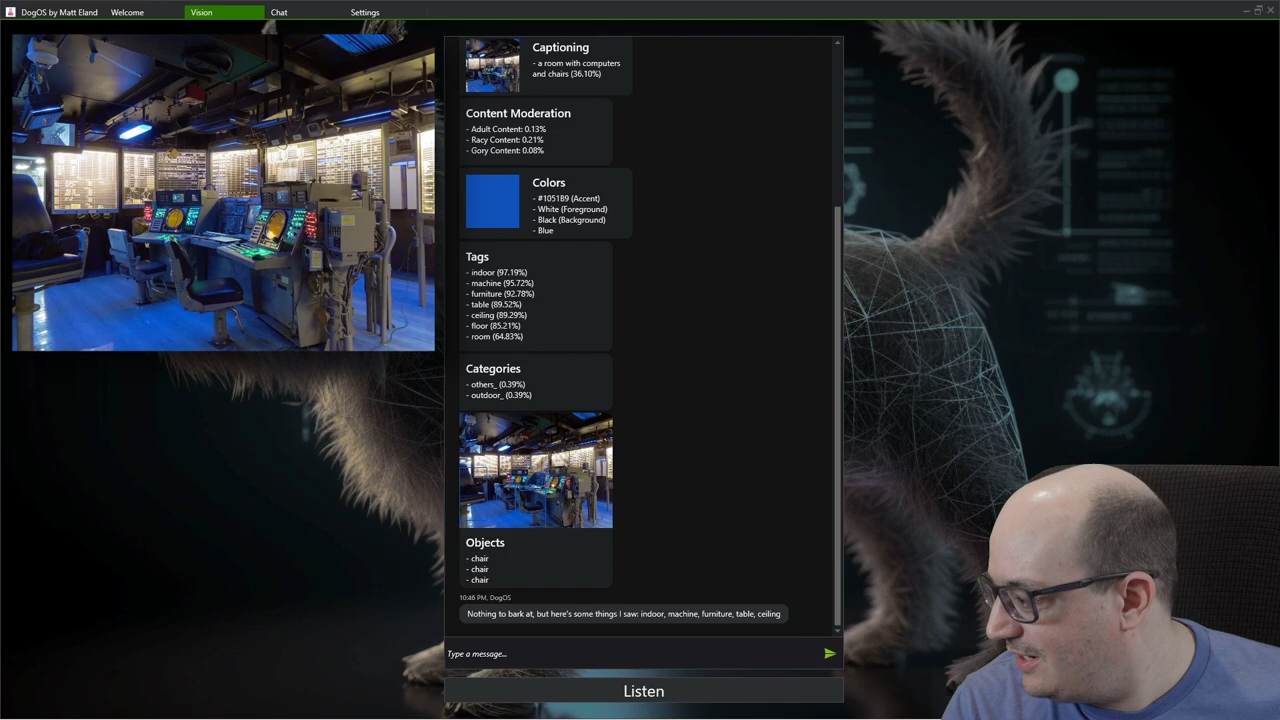 DogOS by Matt Eland
Welcome
Vision
Chat
Settings
Captioning
- a room with computers
and chairs (36.10%)
Content Moderation
- Adult Content: 0.13%
- Racy Content: 0.21%
- Gory Content: 0.08%
Colors
- #1051B9 (Accent)
- White (Foreground)
- Black (Background)
- Blue
Tags
- indoor (97.19%)
- machine (95.72%)
- furniture (92.78%)
- table (89.52%)
- ceiling (89.29%)
- floor (85.21%)
- room (64.83%)
Categories
- others_ (0.39%)
- outdoor_ (0.39%)
Objects
- chair
- chair
- chair
10:46 PM, DogOS
Nothing to bark at, but here's some things I saw: indoor, machine, furniture, table, ceiling
Type a message...
Listen